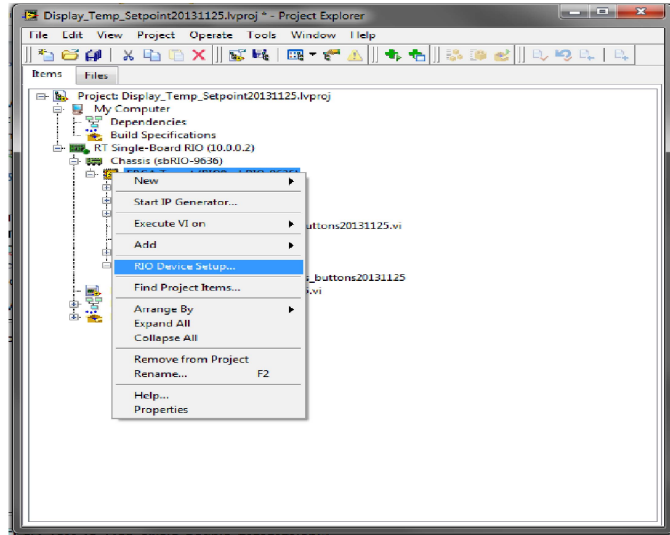 Display_Temp_Setpoint20131125.lvproj * - Project Explorer
File Edit View Project Operate Tools Window Help
Items Files
Project: Display_Temp_Setpoint20131125.lvproj
My Computer
Dependencies
Build Specifications
RT Single-Board RIO (10.0.0.2)
Chassis (sbRIO-9636)
New
Start IP Generator...
Execute VI on
uttons20131125.vi
Add
RIO Device Setup...
s_buttons20131125
Find Project Items...
.vi
Arrange By
Expand All
Collapse All
Remove from Project
Rename... F2
Help...
Properties